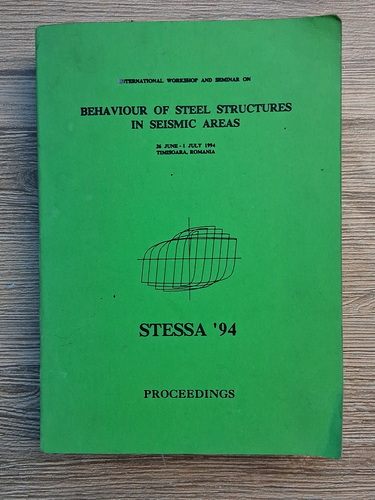 INTERNATIONAL WORKSHOP AND SEMINAR ON
BEHAVIOUR OF STEEL STRUCTURES
IN SEISMIC AREAS
26 JUNE - 1 JULY 1994
TIMISOARA, ROMANIA
STESSA '94
PROCEEDINGS